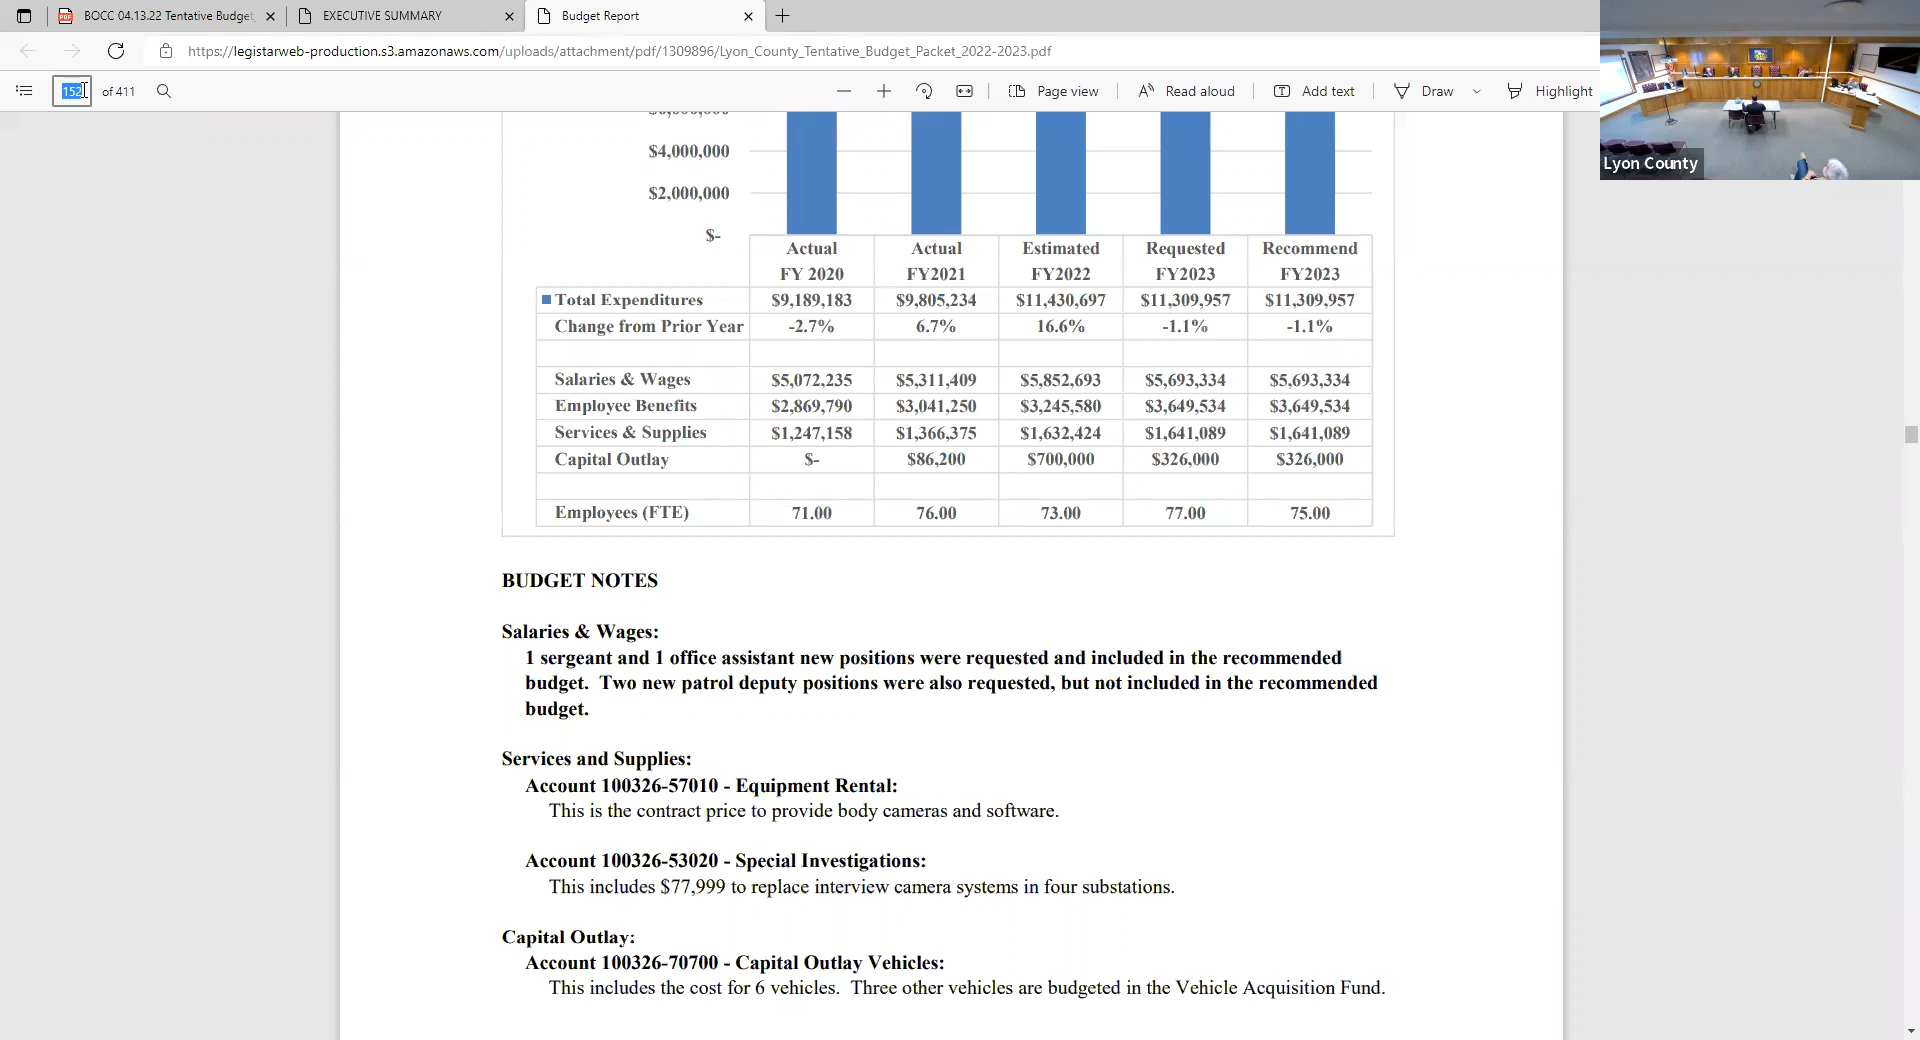 BOCC 04.13.22 Tentative Budget
EXECUTIVE SUMMARY
Budget Report
https://legistarweb-production.s3.amazonaws.com/uploads/attachment/pdf/1309896/Lyon_County_Tentative_Budget_Packet_2022-2023.pdf
152 of 411
Page view
Read aloud
Add text
Draw
Highlight
Lyon County
$4,000,000
$2,000,000
$-
Actual FY 2020 Actual FY2021 Estimated FY2022 Requested FY2023 Recommend FY2023
Total Expenditures $9,189,183 $9,805,234 $11,430,697 $11,309,957 $11,309,957
Change from Prior Year -2.7% 6.7% 16.6% -1.1% -1.1%
Salaries & Wages $5,072,235 $5,311,409 $5,852,693 $5,693,334 $5,693,334
Employee Benefits $2,869,790 $3,041,250 $3,245,580 $3,649,534 $3,649,534
Services & Supplies $1,247,158 $1,366,375 $1,632,424 $1,641,089 $1,641,089
Capital Outlay $- $86,200 $700,000 $326,000 $326,000
Employees (FTE) 71.00 76.00 73.00 77.00 75.00
BUDGET NOTES
Salaries & Wages:
1 sergeant and 1 office assistant new positions were requested and included in the recommended
budget. Two new patrol deputy positions were also requested, but not included in the recommended
budget.
Services and Supplies:
Account 100326-57010 - Equipment Rental:
This is the contract price to provide body cameras and software.
Account 100326-53020 - Special Investigations:
This includes $77,999 to replace interview camera systems in four substations.
Capital Outlay:
Account 100326-70700 - Capital Outlay Vehicles:
This includes the cost for 6 vehicles. Three other vehicles are budgeted in the Vehicle Acquisition Fund.